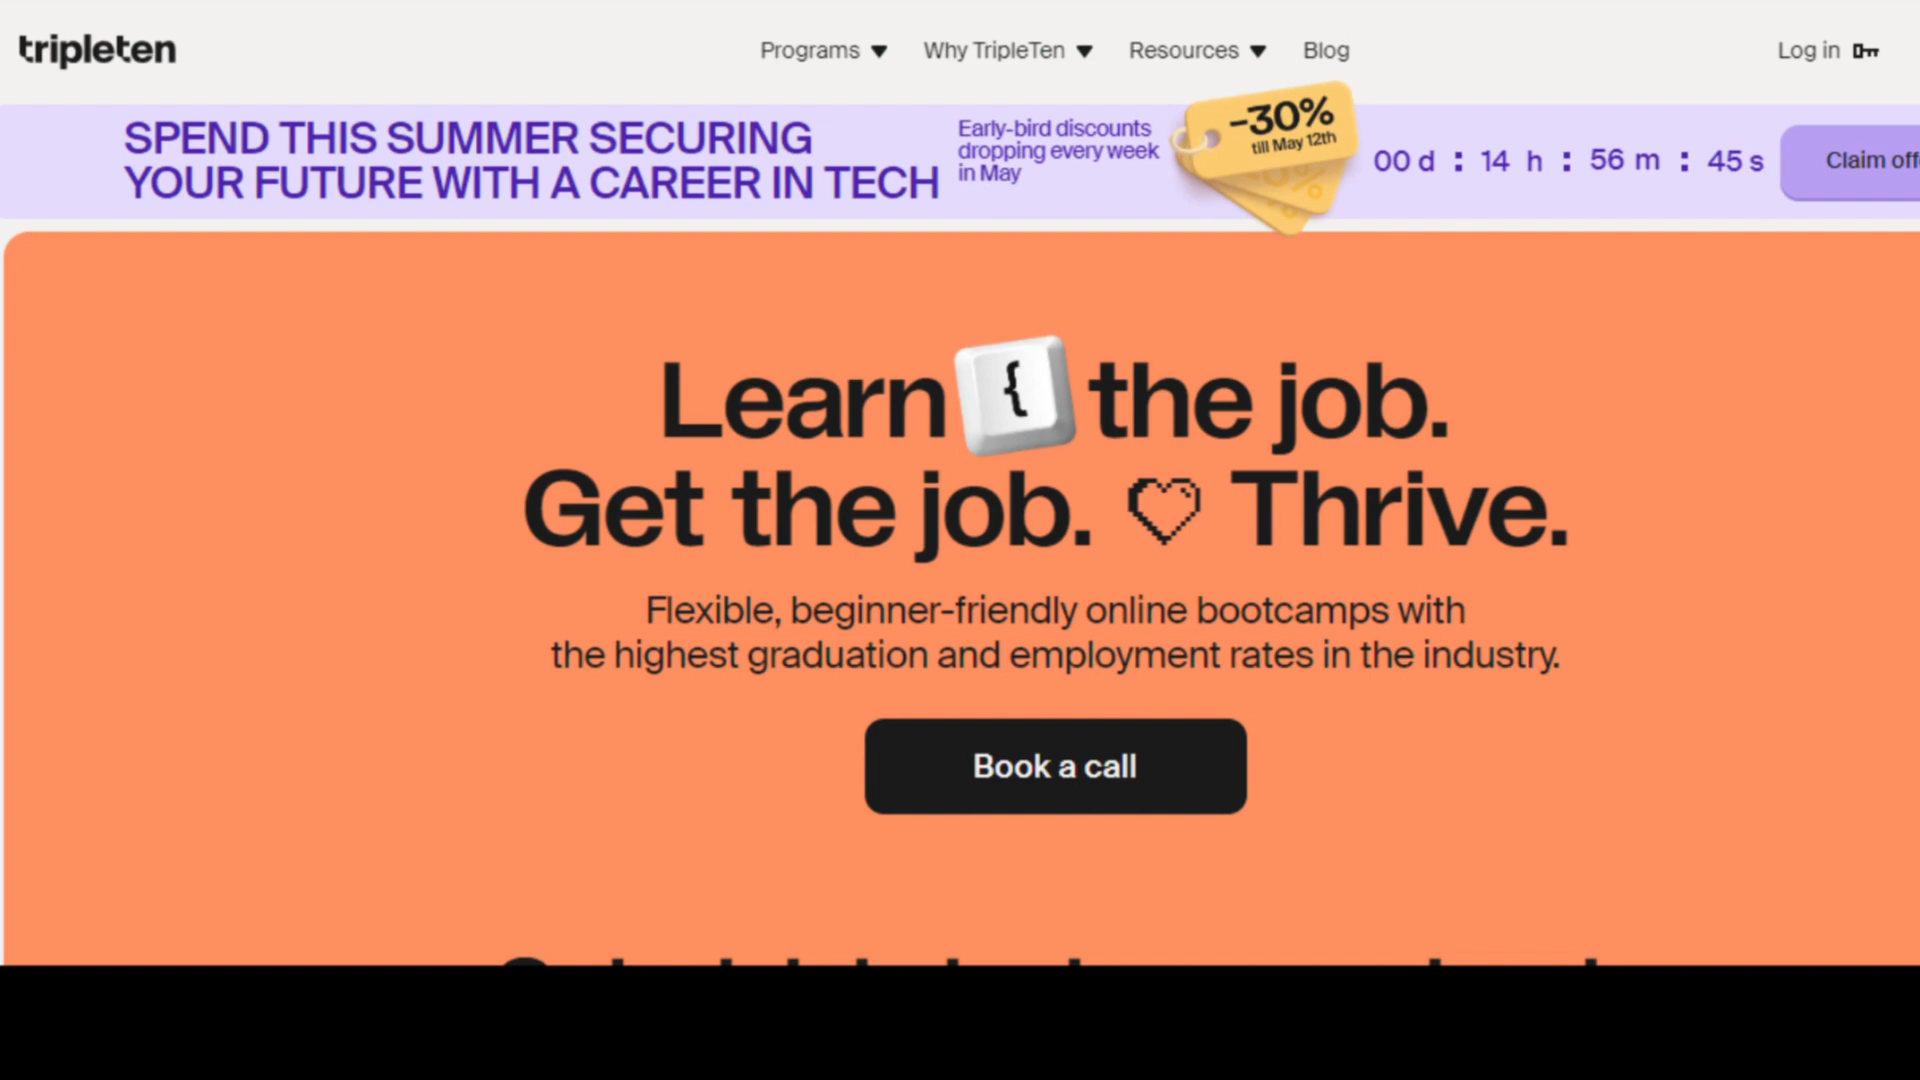 tripleten
Programs
Why TripleTen
Resources
Blog
Log in
SPEND THIS SUMMER SECURING
YOUR FUTURE WITH A CAREER IN TECH
Early-bird discounts
dropping every week
in May
-30%
till May 12th
00 d : 14 h : 56 m : 45 s
Claim
Learn { the job.
Get the job. Thrive.
Flexible, beginner-friendly online bootcamps with
the highest graduation and employment rates in the industry.
Book a call